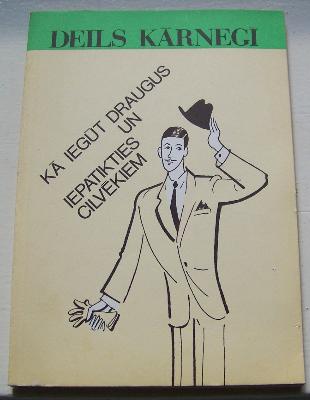 DEILS KĀRNEGI
KĀ IEGŪT DRAUGUS
UN
IEPATIKTIES
CILVĒKIEM